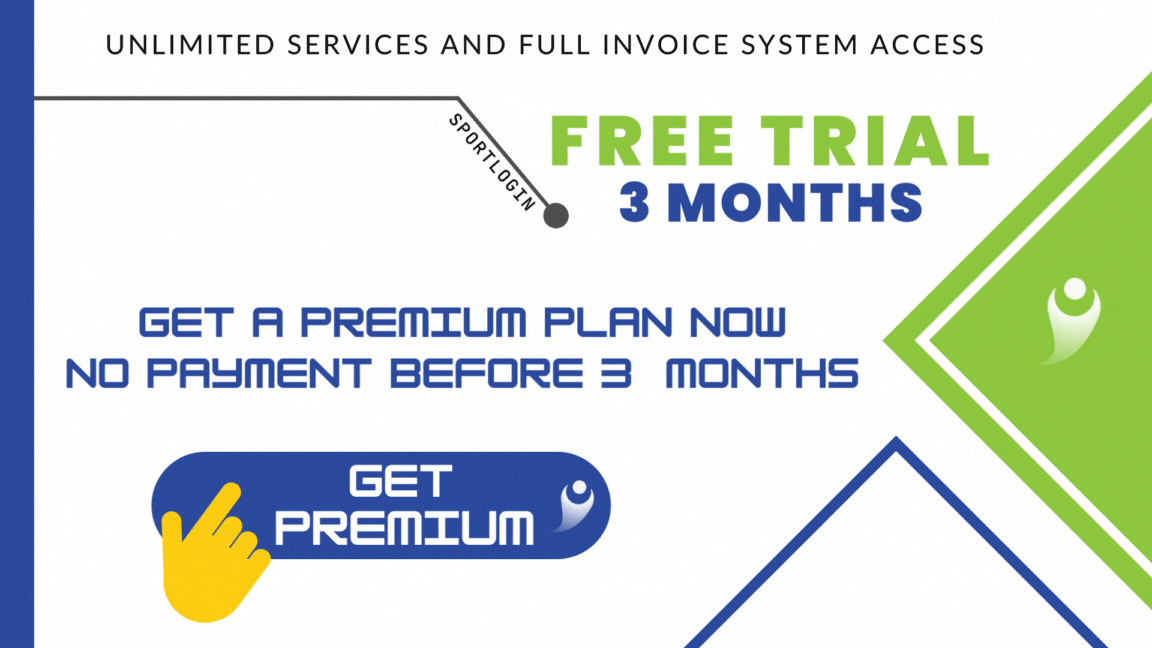 UNLIMITED SERVICES AND FULL INVOICE SYSTEM ACCESS
SPORTLOGIN
FREE TRIAL
3 MONTHS
GET A PREMIUM PLAN NOW
NO PAYMENT BEFORE 3 MONTHS
GET
PREMIUM